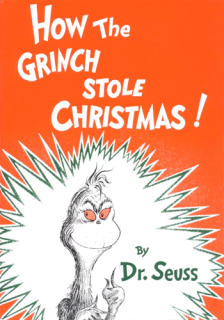 How The
Grinch
Stole
Christmas!
By
Dr. Seuss